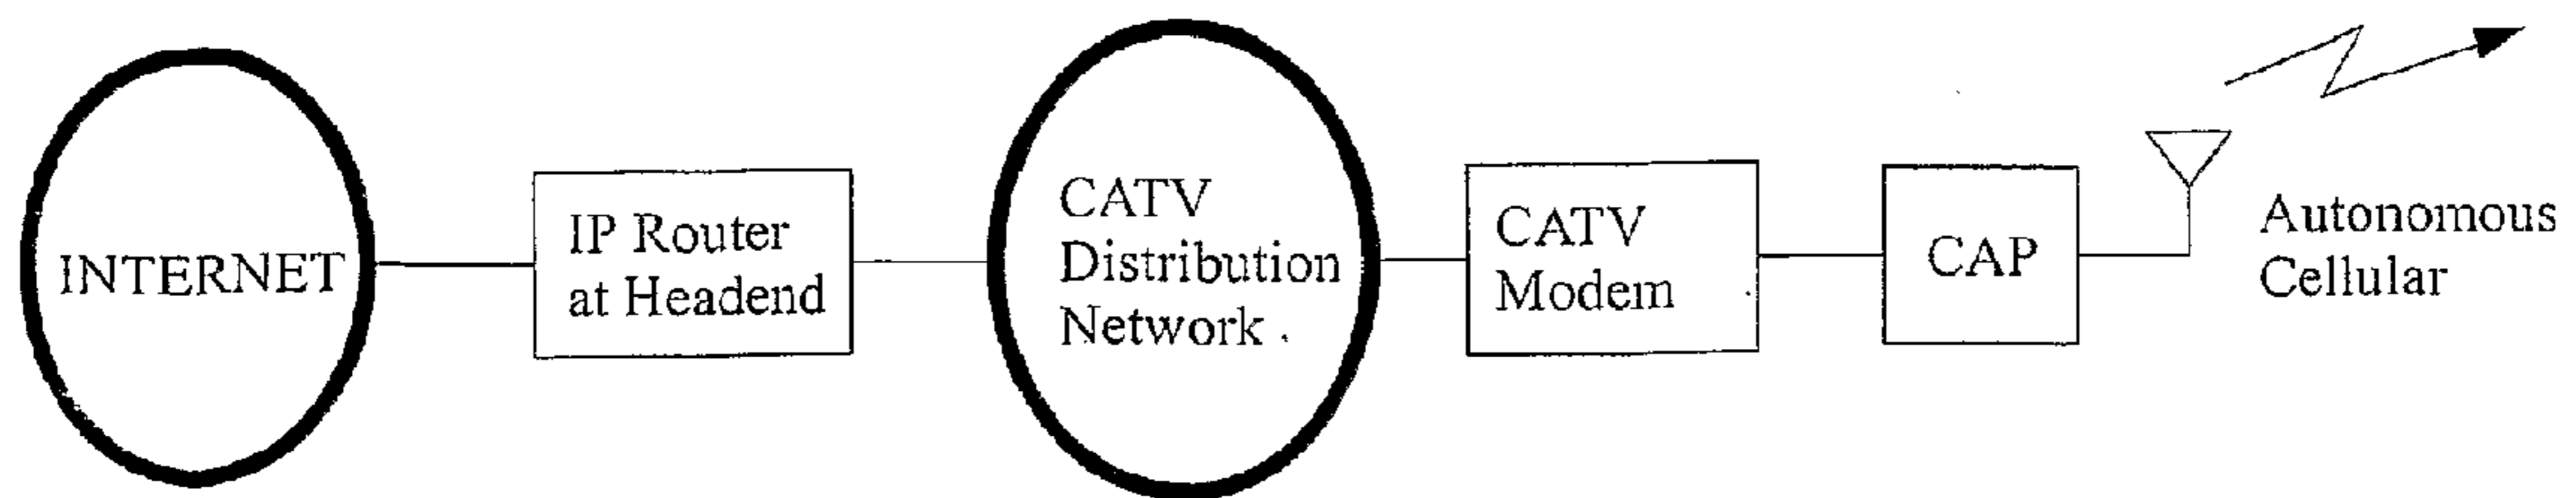 INTERNET
IP Router
at Headend
CATV
Distribution
Network
CATV
Modem
CAP
Autonomous
Cellular